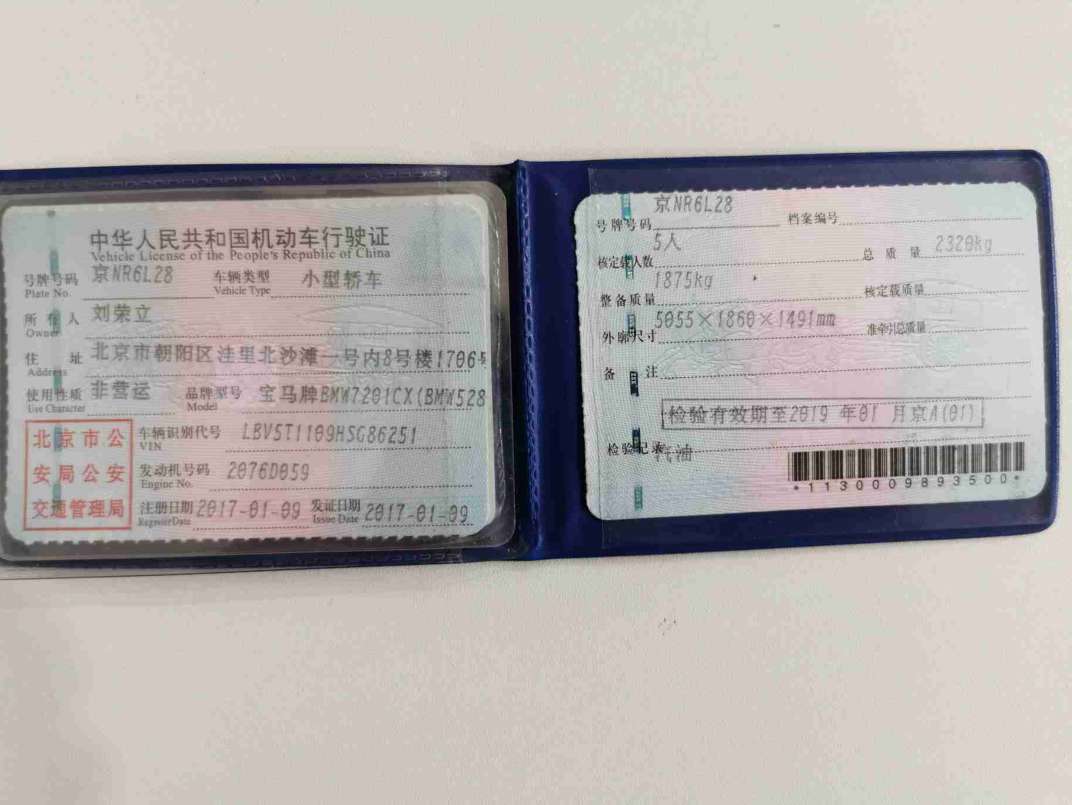 中华人民共和国机动车行驶证
Vehicle License of the People's Republic of China
号牌号码 京NR6L28 车辆类型 小型轿车
Plate No. Vehicle Type
所有人 刘荣立
Owner
住址 北京市朝阳区洼里北沙滩一号内8号楼1706号
Address
使用性质 非营运 品牌型号 宝马牌BMW7201CX(BMW528
Use Character Model
北京市公
安局公安
交通管理局
车辆识别代号 LBV5T1109HSG86251
VIN
发动机号码 2076D059
Engine No.
注册日期 2017-01-09 发证日期 2017-01-09
Register Date Issue Date
号牌号码 京NR6L28 档案编号
核定载人数 5人 总质量 2320kg
整备质量 1875kg 核定载质量
外廓尺寸 5055×1860×1491mm 准牵引总质量
备注
检验有效期至2019年01月京A(01)
检验记录 汽油
*1130009893500*